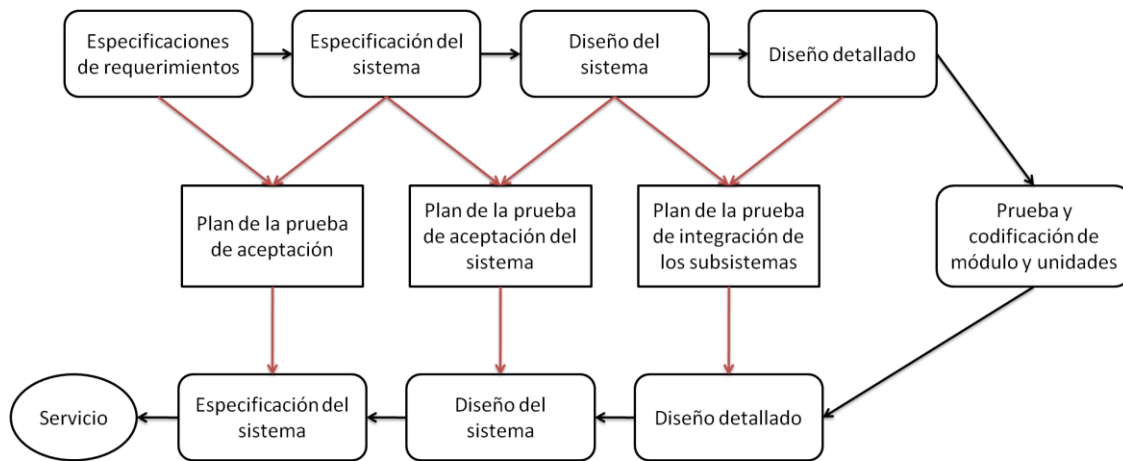 Especificaciones
de requerimientos
Especificación del
sistema
Diseño del
sistema
Diseño detallado
Plan de la prueba
de aceptación
Plan de la prueba
de aceptación del
sistema
Plan de la prueba
de integración de
los subsistemas
Prueba y
codificación de
módulo y unidades
Servicio
Especificación del
sistema
Diseño del
sistema
Diseño detallado